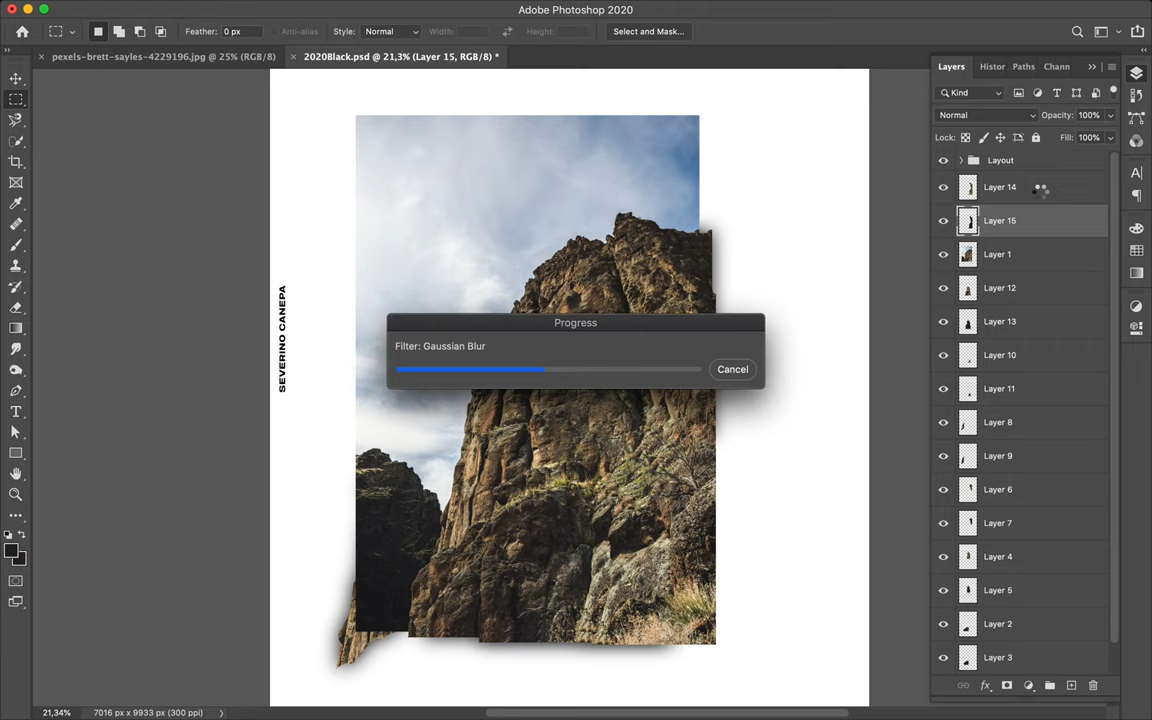 Adobe Photoshop 2020
Feather: 0 px
Anti-alias
Style: Normal
Width:
Height:
Select and Mask...
pexels-brett-sayles-4229196.jpg @ 25% (RGB/8)
2020Black.psd @ 21,3% (Layer 15, RGB/8) *
Layers Histor Paths Chann
Kind
Normal
Opacity: 100%
Lock:
Fill: 100%
Layout
Layer 14
Layer 15
Layer 1
Layer 12
Layer 13
Layer 10
Layer 11
Layer 8
Layer 9
Layer 6
Layer 7
Layer 4
Layer 5
Layer 2
Layer 3
SEVERINO CANEPA
Progress
Filter: Gaussian Blur
Cancel
21,34%
7016 px x 9933 px (300 ppi)